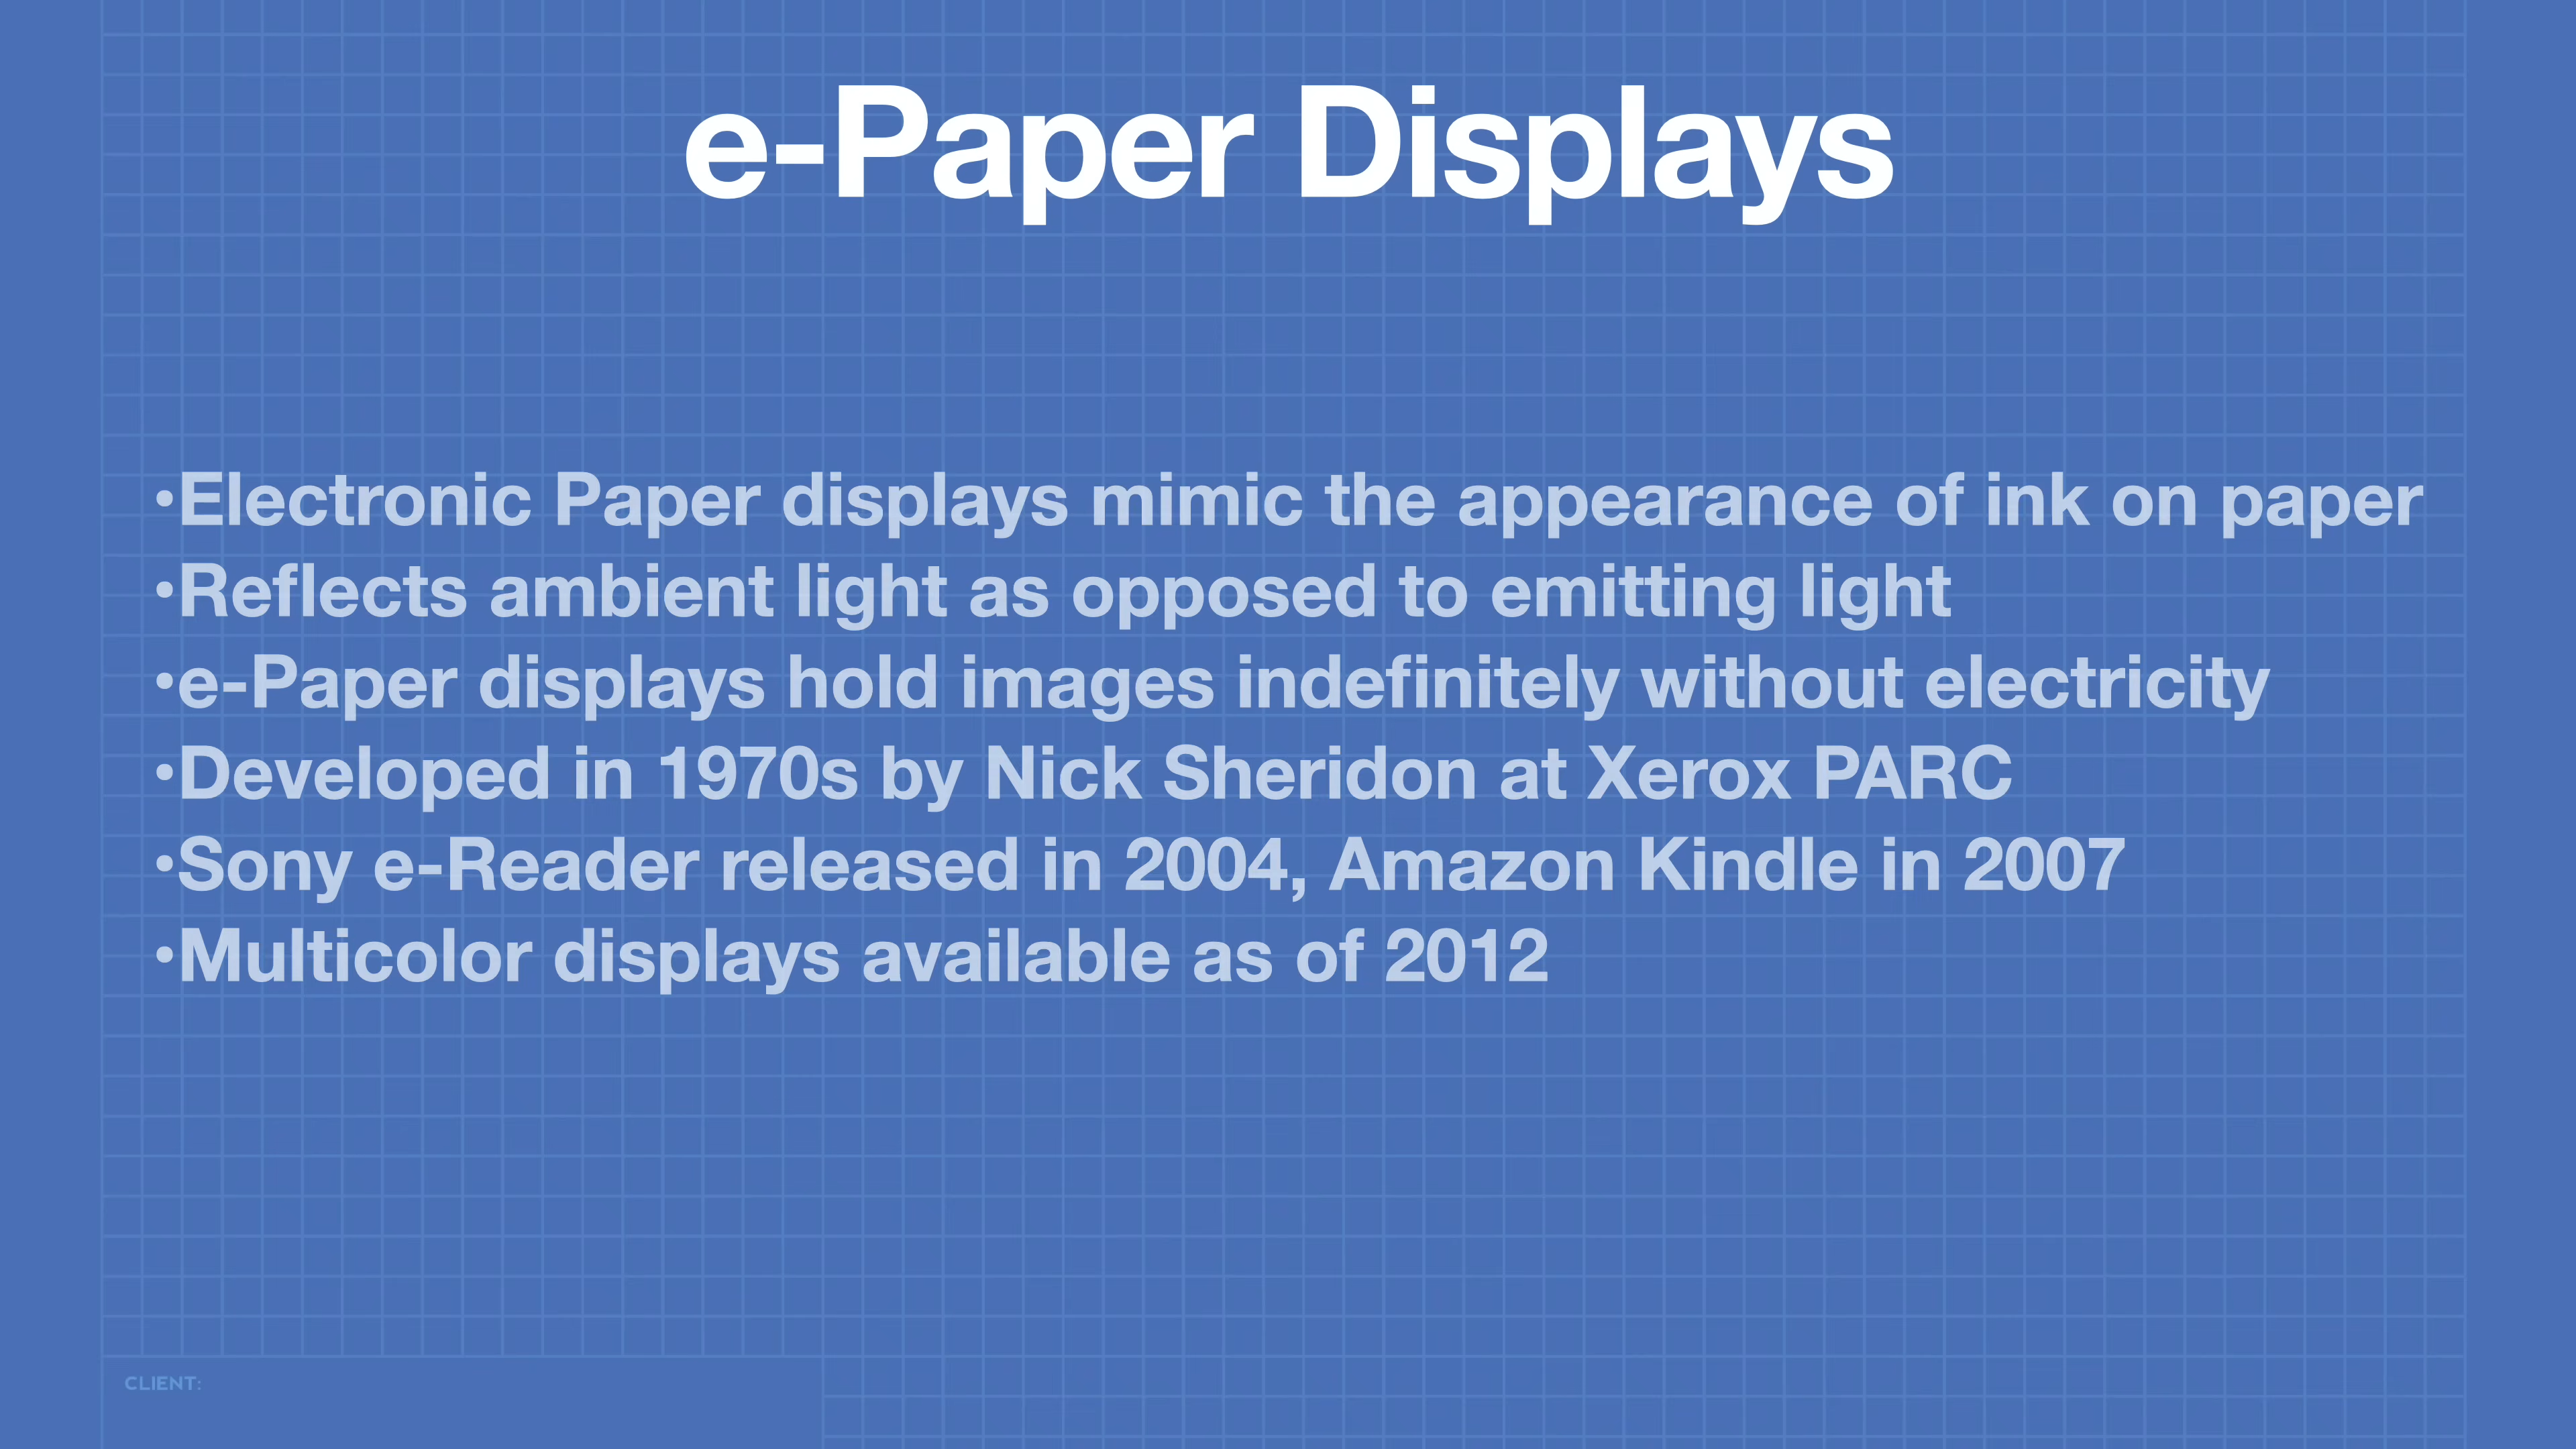 e-Paper Displays
•Electronic Paper displays mimic the appearance of ink on paper
•Reflects ambient light as opposed to emitting light
•e-Paper displays hold images indefinitely without electricity
•Developed in 1970s by Nick Sheridon at Xerox PARC
•Sony e-Reader released in 2004, Amazon Kindle in 2007
•Multicolor displays available as of 2012
CLIENT: